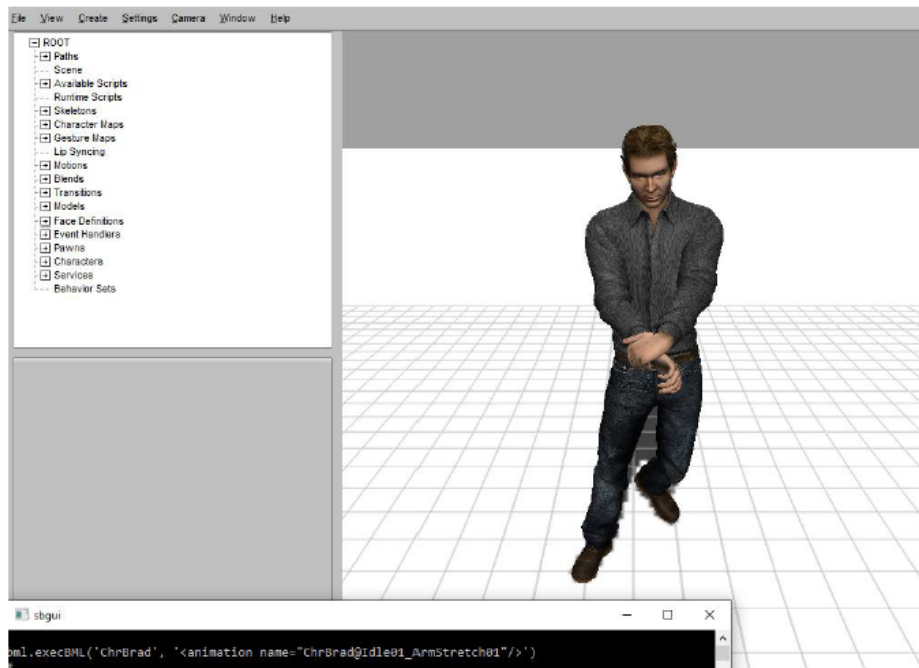 File View Create Settings Camera Window Help
ROOT
Paths
Scene
Available Scripts
Runtime Scripts
Skeletons
Character Maps
Gesture Maps
Lip Syncing
Motions
Blends
Transitions
Models
Face Definitions
Event Handlers
Pawns
Characters
Services
Behavior Sets
sbgui
bml.execBML('ChrBrad', '<animation name="ChrBrad@Idle01_ArmStretch01"/>')